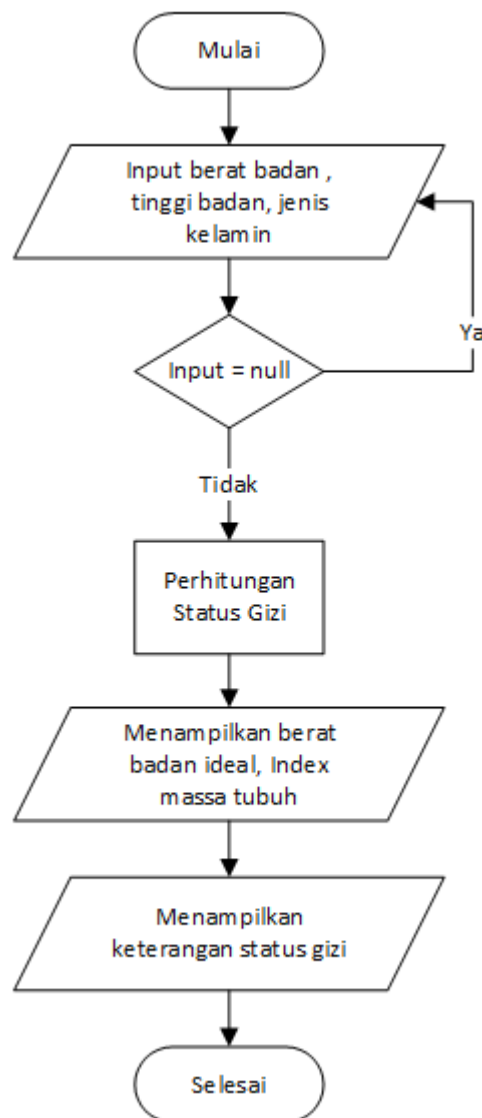 Mulai
Input berat badan ,
tinggi badan, jenis
kelamin
Ya
Input = null
Tidak
Perhitungan
Status Gizi
Menampilkan berat
badan ideal, Index
massa tubuh
Menampilkan
keterangan status gizi
Selesai